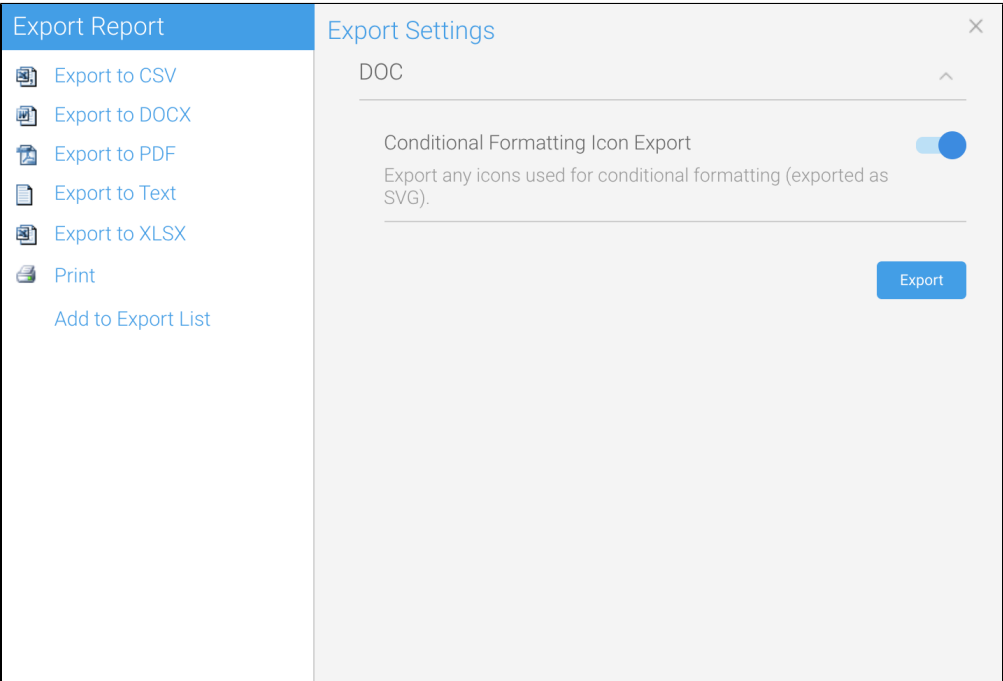 Export Report
Export to CSV
Export to DOCX
Export to PDF
Export to Text
Export to XLSX
Print
Add to Export List
Export Settings
DOC
Conditional Formatting Icon Export
Export any icons used for conditional formatting (exported as
SVG).
Export